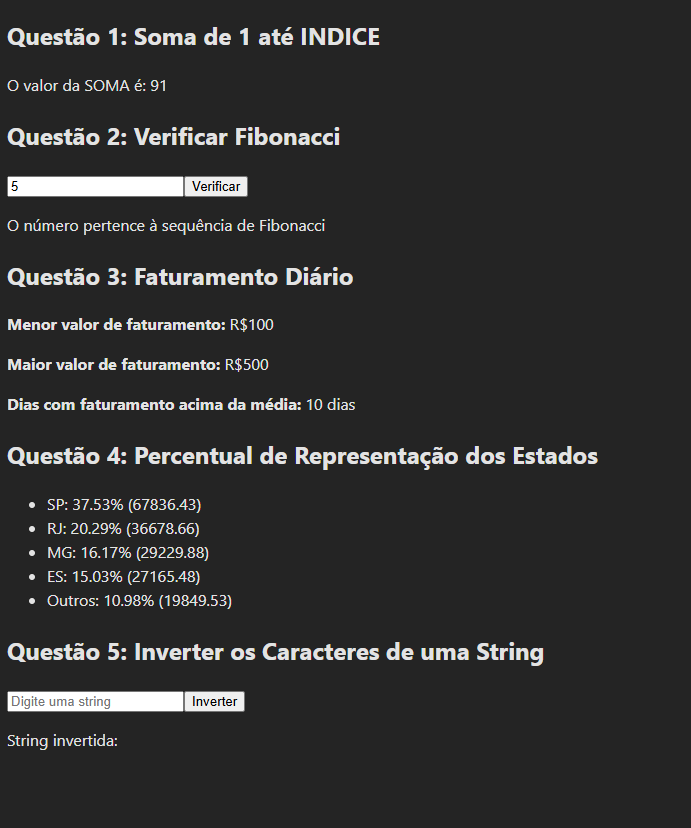 Questão 1: Soma de 1 até INDICE
O valor da SOMA é: 91
Questão 2: Verificar Fibonacci
5 Verificar
O número pertence à sequência de Fibonacci
Questão 3: Faturamento Diário
Menor valor de faturamento: R$100
Maior valor de faturamento: R$500
Dias com faturamento acima da média: 10 dias
Questão 4: Percentual de Representação dos Estados
• SP: 37.53% (67836.43)
• RJ: 20.29% (36678.66)
• MG: 16.17% (29229.88)
• ES: 15.03% (27165.48)
• Outros: 10.98% (19849.53)
Questão 5: Inverter os Caracteres de uma String
Digite uma string Inverter
String invertida: